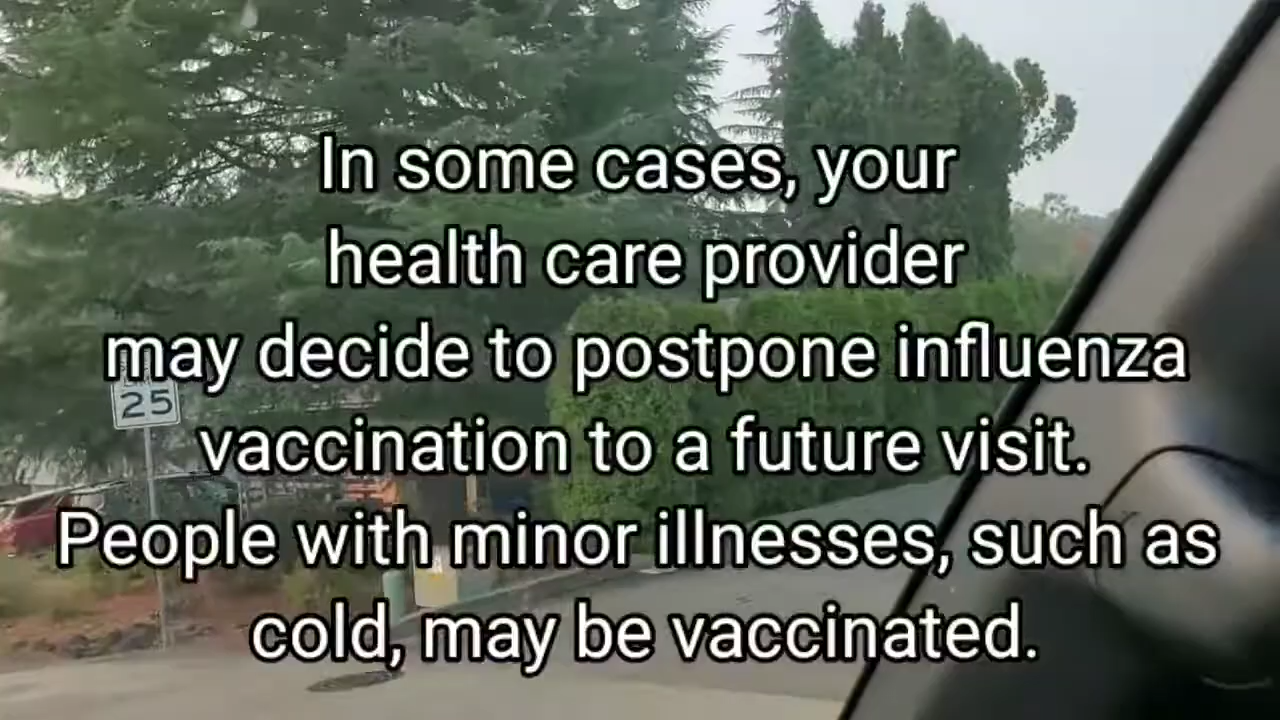 In some cases, your
health care provider
may decide to postpone influenza
vaccination to a future visit.
People with minor illnesses, such as
cold, may be vaccinated.
25